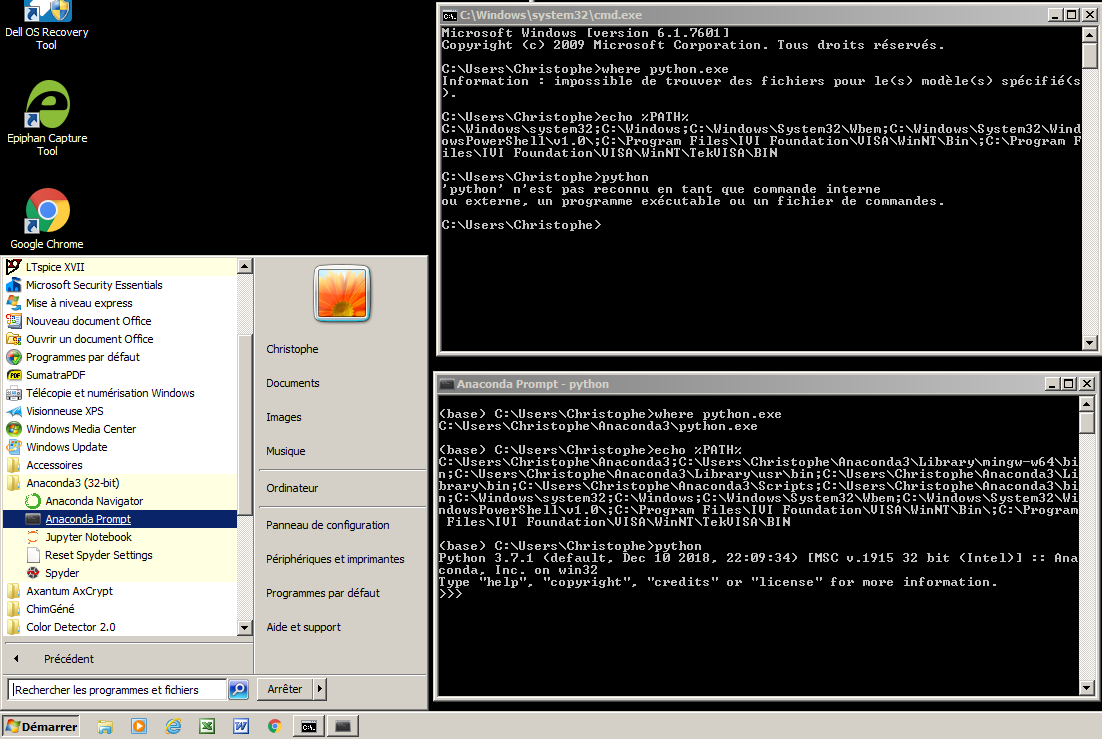 Dell OS Recovery
Tool
Epiphan Capture
Tool
Google Chrome
C:\Windows\system32\cmd.exe
Microsoft Windows [version 6.1.7601]
Copyright (c) 2009 Microsoft Corporation. Tous droits réservés.
C:\Users\Christophe>where python.exe
Information : impossible de trouver des fichiers pour le(s) modèle(s) spécifié(s
).
C:\Users\Christophe>echo %PATH%
C:\Windows\system32;C:\Windows;C:\Windows\System32\Wbem;C:\Windows\System32\Wind
owsPowerShell\v1.0\;C:\Program Files\IVI Foundation\VISA\WinNT\Bin\;C:\Program F
iles\IVI Foundation\VISA\WinNT\TekVISA\BIN
C:\Users\Christophe>python
'python' n'est pas reconnu en tant que commande interne
ou externe, un programme exécutable ou un fichier de commandes.
C:\Users\Christophe>
LTspice XVII
Microsoft Security Essentials
Mise à niveau express
Nouveau document Office
Ouvrir un document Office
Programmes par défaut
SumatraPDF
Télécopie et numérisation Windows
Visionneuse XPS
Windows Media Center
Windows Update
Accessoires
Anaconda3 (32-bit)
Anaconda Navigator
Anaconda Prompt
Jupyter Notebook
Reset Spyder Settings
Spyder
Axantum AxCrypt
ChimGéné
Color Detector 2.0
Précédent
Rechercher les programmes et fichiers
Christophe
Documents
Images
Musique
Ordinateur
Panneau de configuration
Périphériques et imprimantes
Programmes par défaut
Aide et support
Arrêter
Anaconda Prompt - python
(base) C:\Users\Christophe>where python.exe
C:\Users\Christophe\Anaconda3\python.exe
(base) C:\Users\Christophe>echo %PATH%
C:\Users\Christophe\Anaconda3;C:\Users\Christophe\Anaconda3\Library\mingw-w64\bi
n;C:\Users\Christophe\Anaconda3\Library\usr\bin;C:\Users\Christophe\Anaconda3\Li
brary\bin;C:\Users\Christophe\Anaconda3\Scripts;C:\Users\Christophe\Anaconda3\bi
n;C:\Windows\system32;C:\Windows;C:\Windows\System32\Wbem;C:\Windows\System32\Wi
ndowsPowerShell\v1.0\;C:\Program Files\IVI Foundation\VISA\WinNT\Bin\;C:\Program
Files\IVI Foundation\VISA\WinNT\TekVISA\BIN
(base) C:\Users\Christophe>python
Python 3.7.1 (default, Dec 10 2018, 22:09:34) [MSC v.1915 32 bit (Intel)] :: Ana
conda, Inc. on win32
Type "help", "copyright", "credits" or "license" for more information.
>>>
Démarrer